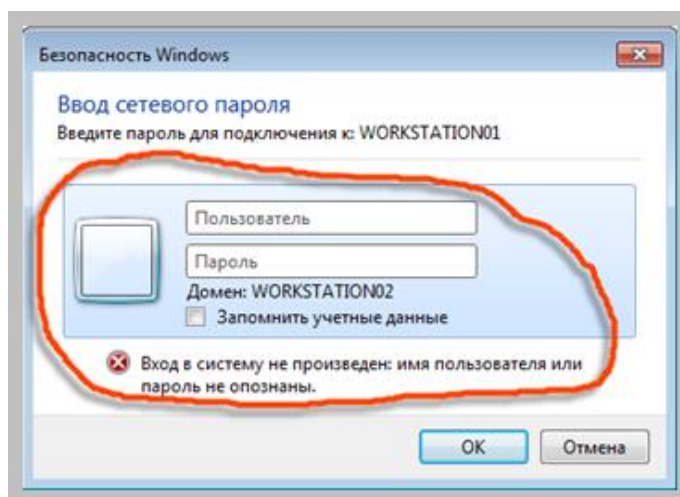 Безопасность Windows
Ввод сетевого пароля
Введите пароль для подключения к: WORKSTATION01
Пользователь
Пароль
Домен: WORKSTATION02
Запомнить учетные данные
Вход в систему не произведен: имя пользователя или
пароль не опознаны.
ОК
Отмена